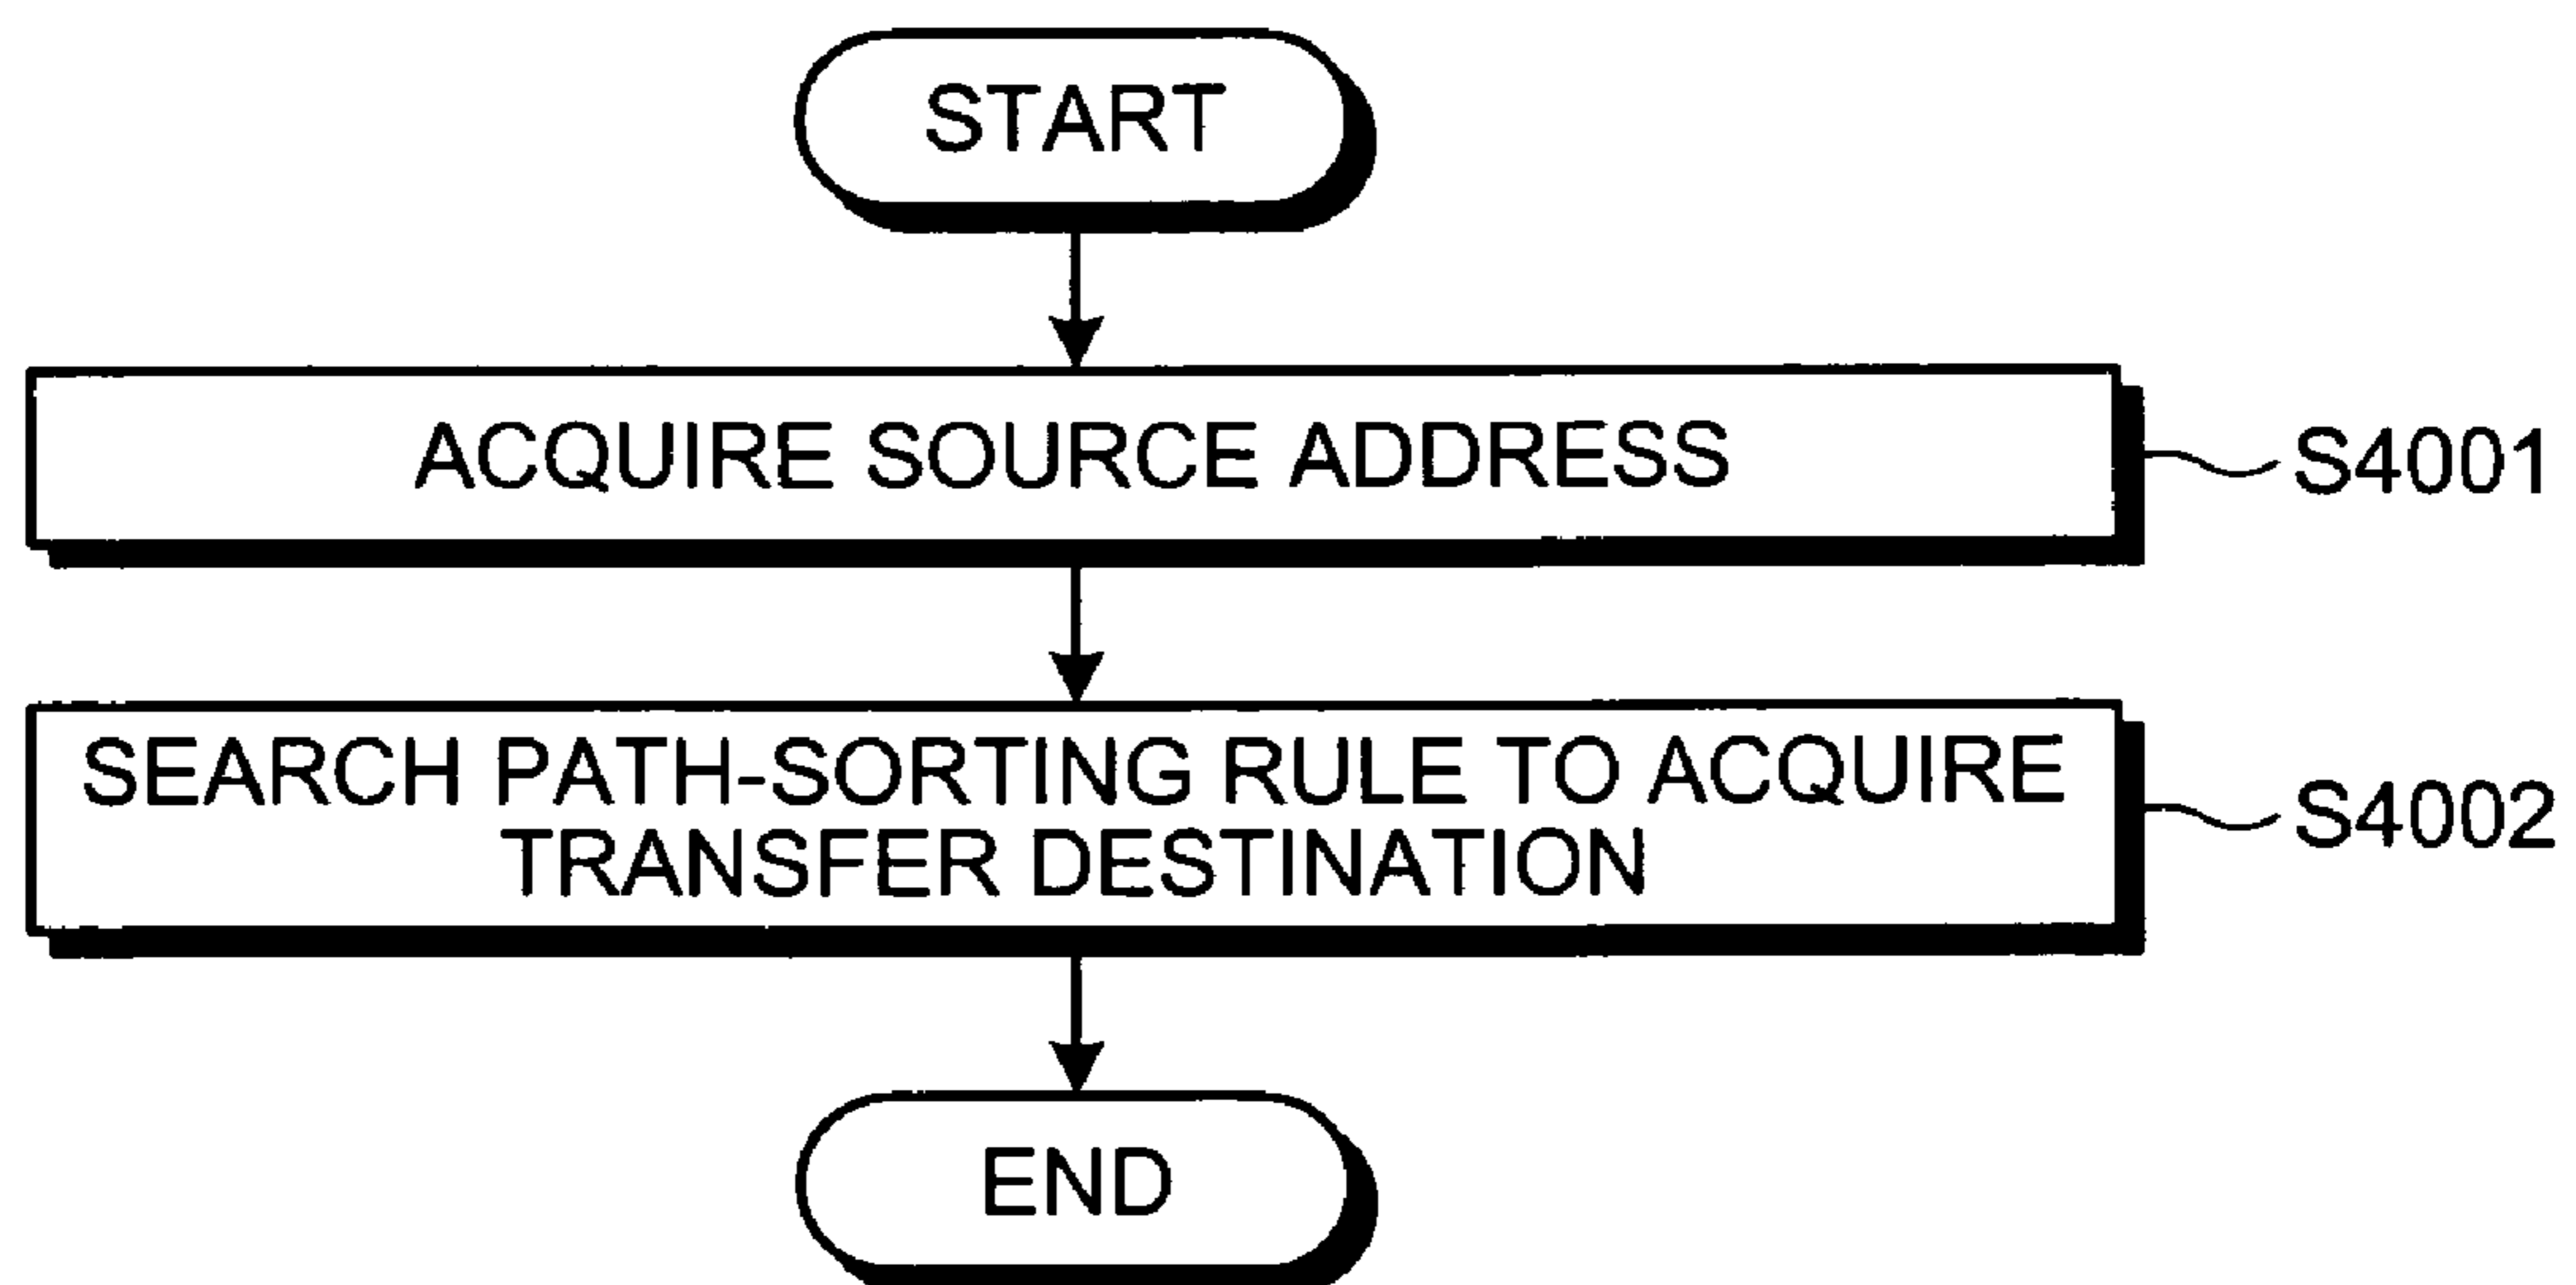 START
ACQUIRE SOURCE ADDRESS
S4001
SEARCH PATH-SORTING RULE TO ACQUIRE
TRANSFER DESTINATION
S4002
END